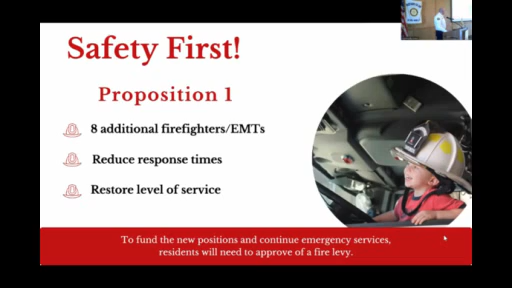 Safety First!
Proposition 1
8 additional firefighters/EMTs
Reduce response times
Restore level of service
To fund the new positions and continue emergency services,
residents will need to approve of a fire levy.